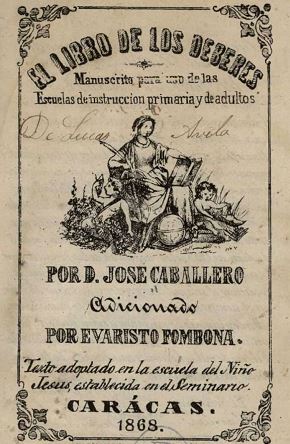 EL LIBRO DE LOS DEBERES
Manuscrito para uso de las
Escuelas de instruccion primaria y de adultos
De Lucas Avila
POR D. JOSE CABALLERO
Adicionado
POR EVARISTO FOMBONA.
Texto adoptado en la escuela del Niño
Jesus, establecida en el Seminario.
CARÁCAS.
1868.